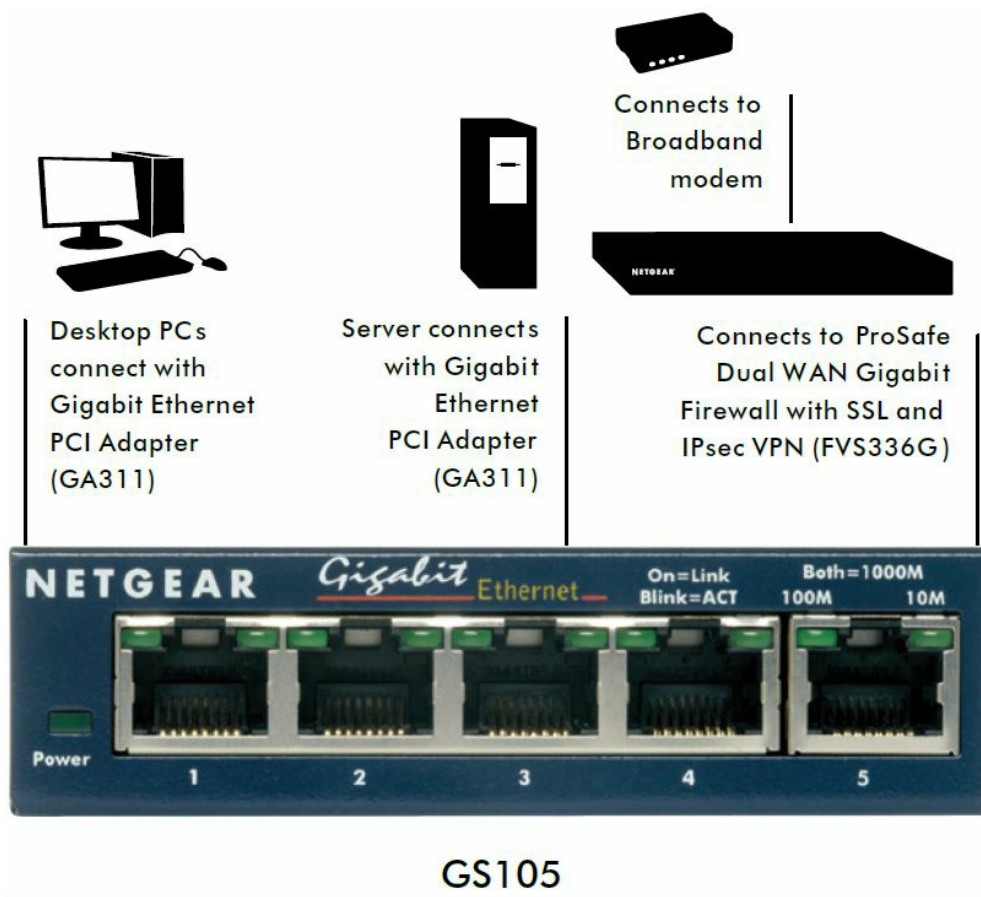 Connects to
Broadband
modem
NETGEAR
Desktop PCs
connect with
Gigabit Ethernet
PCI Adapter
(GA311)
Server connects
with Gigabit
Ethernet
PCI Adapter
(GA311)
Connects to ProSafe
Dual WAN Gigabit
Firewall with SSL and
IPsec VPN (FVS336G)
NETGEAR
Gigabit Ethernet
On=Link
Blink=ACT
Both=1000M
100M 10M
Power
1 2 3 4 5
GS105